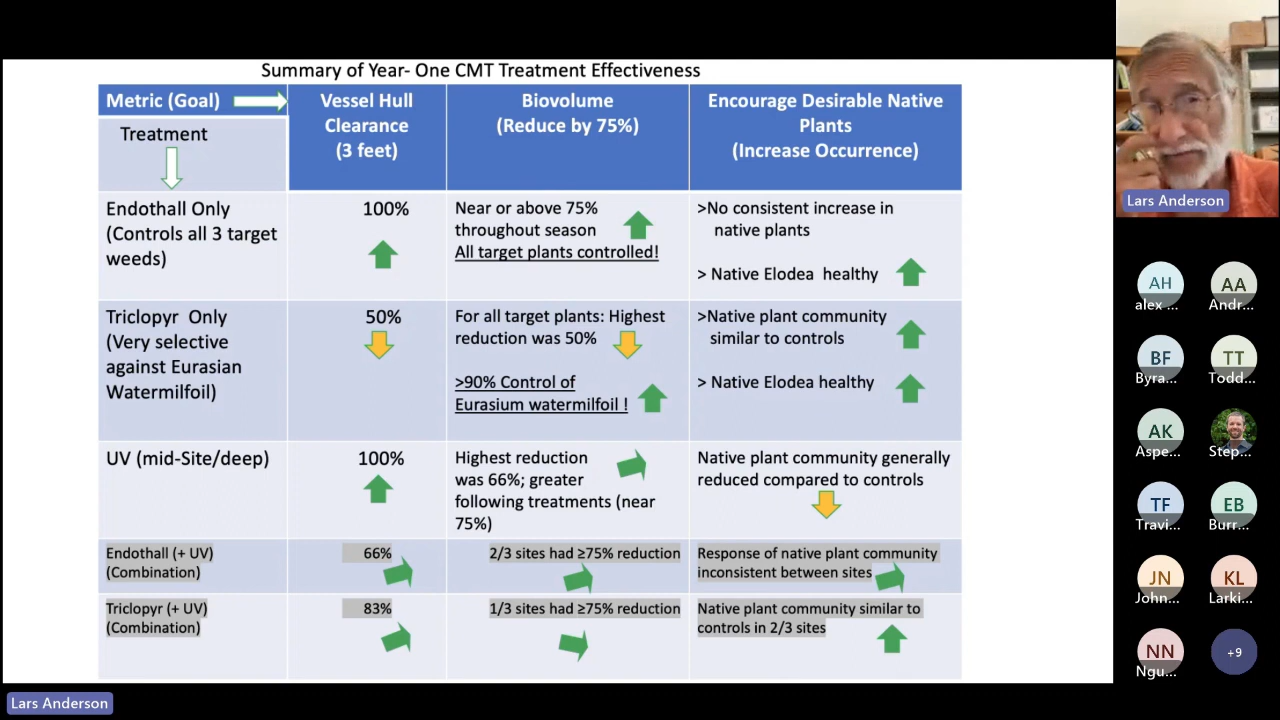 Summary of Year- One CMT Treatment Effectiveness
Metric (Goal)
Treatment
Vessel Hull
Clearance
(3 feet)
Biovolume
(Reduce by 75%)
Encourage Desirable Native
Plants
(Increase Occurrence)
Endothall Only
(Controls all 3 target
weeds)
100%
Near or above 75%
throughout season
All target plants controlled!
>No consistent increase in
native plants
> Native Elodea healthy
Triclopyr Only
(Very selective
against Eurasian
Watermilfoil)
50%
For all target plants: Highest
reduction was 50%
>90% Control of
Eurasium watermilfoil !
>Native plant community
similar to controls
> Native Elodea healthy
UV (mid-Site/deep)
100%
Highest reduction
was 66%; greater
following treatments (near
75%)
Native plant community generally
reduced compared to controls
Endothall (+ UV)
(Combination)
66%
2/3 sites had ≥75% reduction
Response of native plant community
inconsistent between sites
Triclopyr (+ UV)
(Combination)
83%
1/3 sites had ≥75% reduction
Native plant community similar to
controls in 2/3 sites
Lars Anderson
Lars Anderson
AH
alex ...
AA
Andr...
BF
Byra...
TT
Todd...
AK
Aspe...
Step...
TF
Travi...
EB
Burr...
JN
John...
KL
Larki...
NN
Ngu...
+9